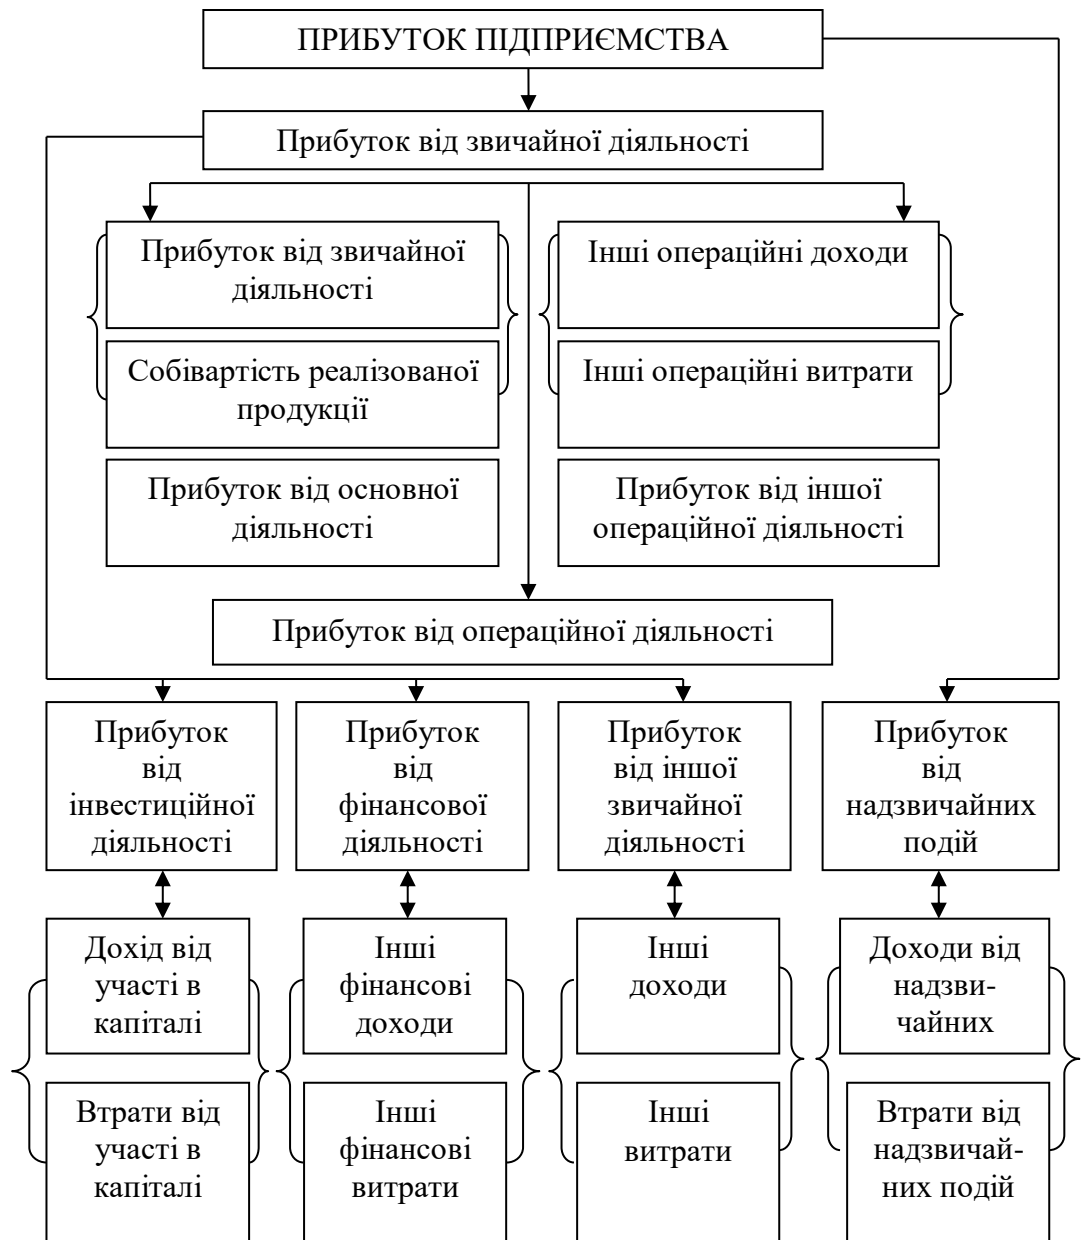 ПРИБУТОК ПІДПРИЄМСТВА
Прибуток від звичайної діяльності
Прибуток від звичайної
діяльності
Собівартість реалізованої
продукції
Прибуток від основної
діяльності
Інші операційні доходи
Інші операційні витрати
Прибуток від іншої
операційної діяльності
Прибуток від операційної діяльності
Прибуток
від
інвестиційної
діяльності
Прибуток
від
фінансової
діяльності
Прибуток
від іншої
звичайної
діяльності
Прибуток
від
надзвичайних
подій
Дохід від
участі в
капіталі
Інші
фінансові
доходи
Інші
доходи
Доходи від
надзви-
чайних
Втрати від
участі в
капіталі
Інші
фінансові
витрати
Інші
витрати
Втрати від
надзвичай-
них подій